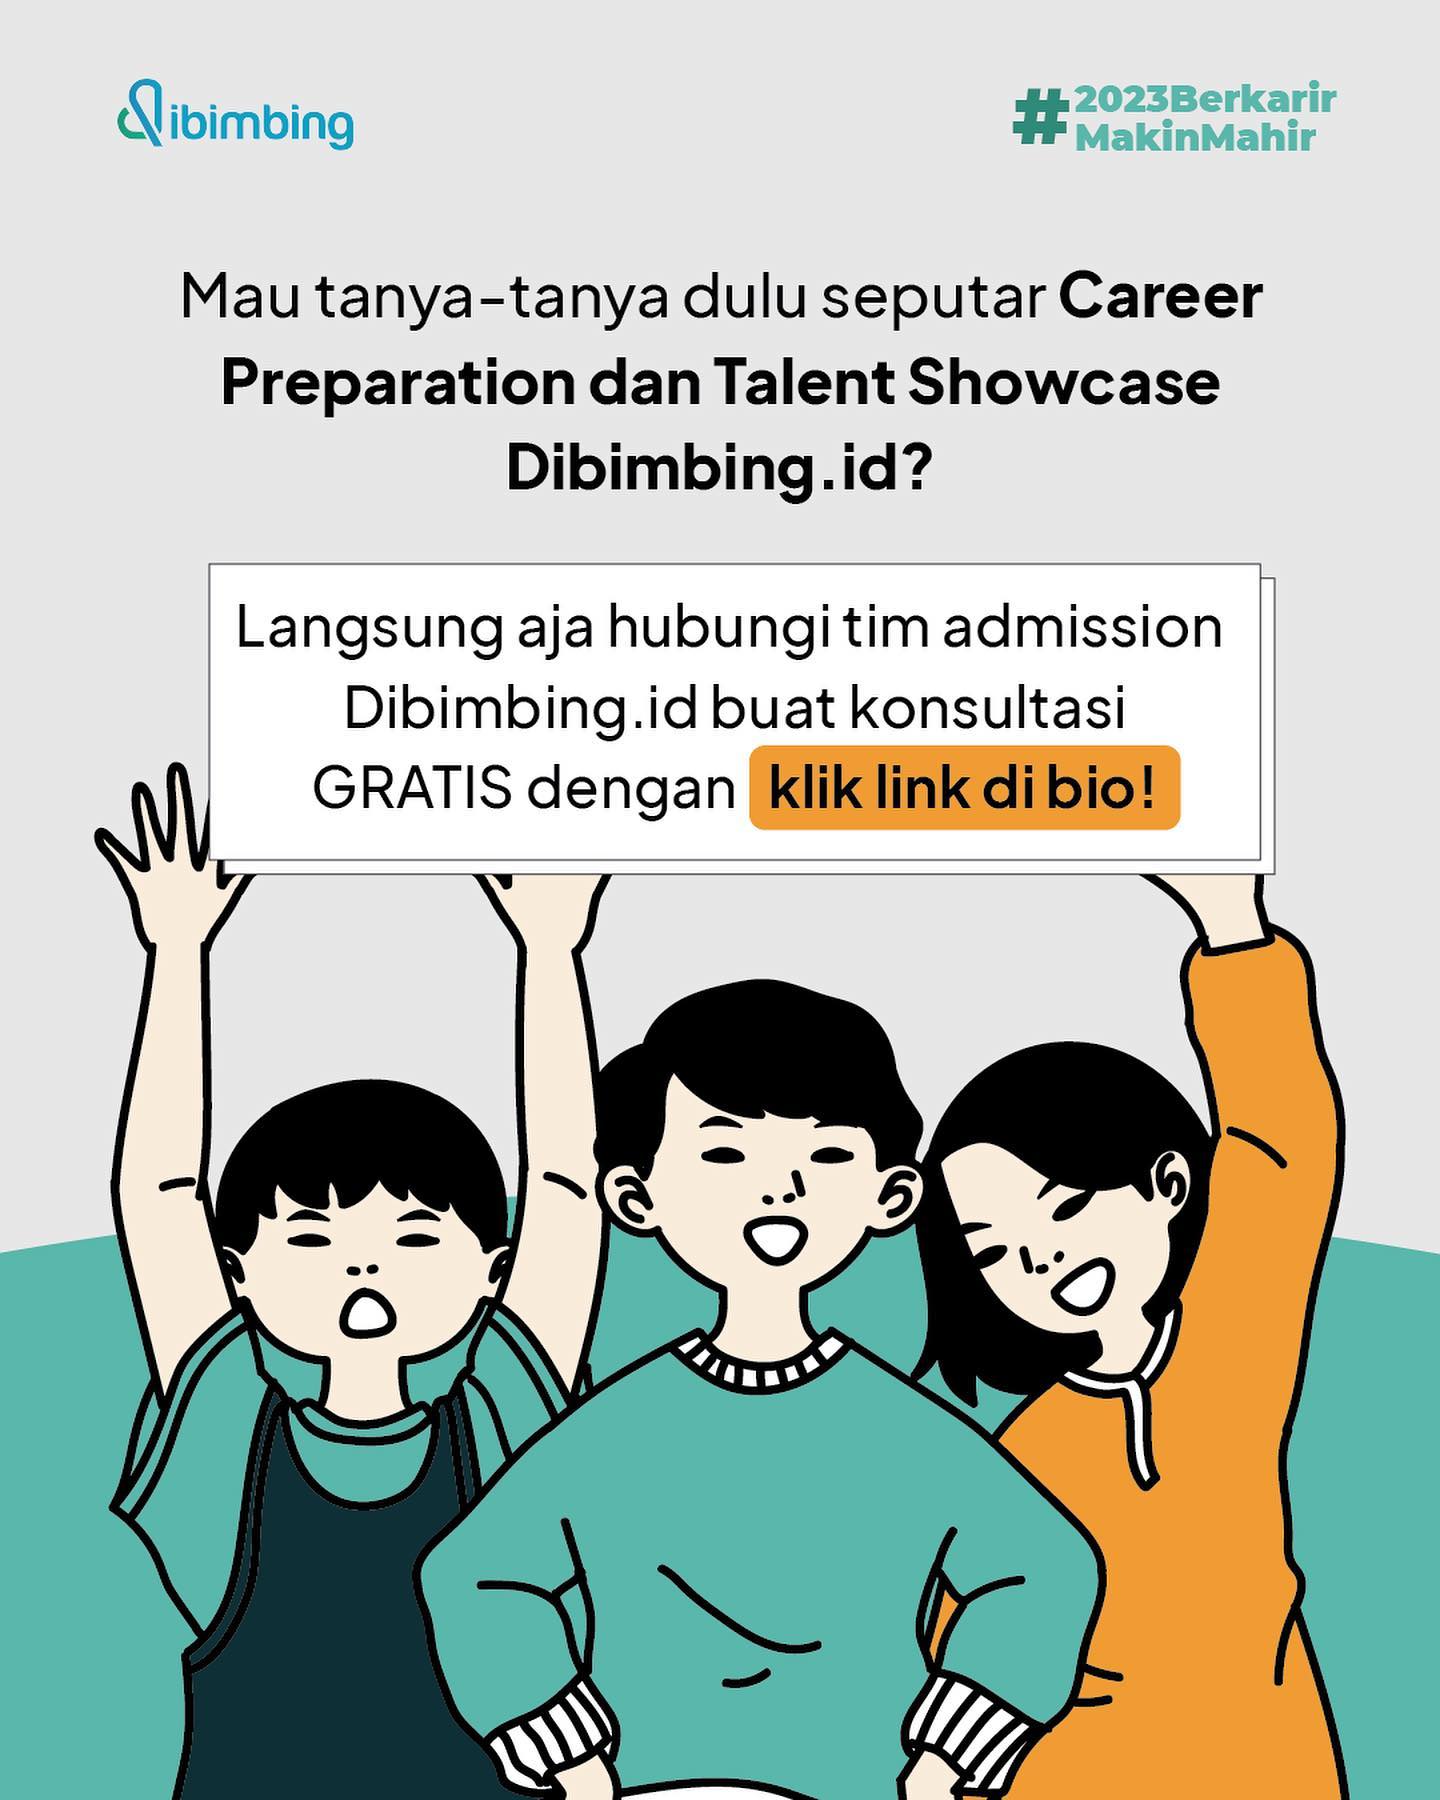 Dibimbing
#2023Berkarir
MakinMahir
Mau tanya-tanya dulu seputar Career
Preparation dan Talent Showcase
Dibimbing.id?
Langsung aja hubungi tim admission
Dibimbing.id buat konsultasi
GRATIS dengan klik link di bio!